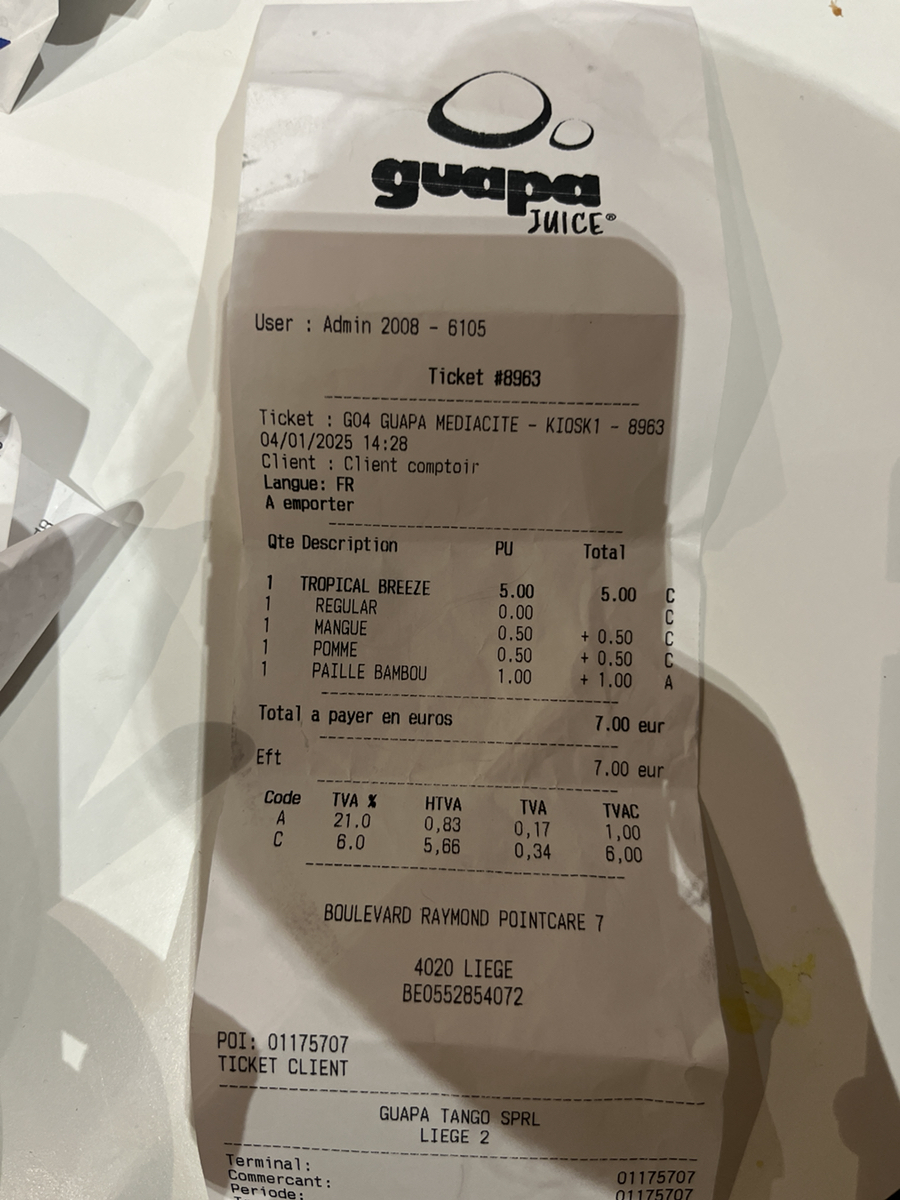 guapa
JUICE®
User : Admin 2008 - 6105
Ticket #8963
Ticket : G04 GUAPA MEDIACITE - KIOSK1 - 8963
04/01/2025 14:28
Client : Client comptoir
Langue: FR
A emporter
Qte Description PU Total
1 TROPICAL BREEZE 5.00 5.00 C
1 REGULAR 0.00 C
1 MANGUE 0.50 + 0.50 C
1 POMME 0.50 + 0.50 C
1 PAILLE BAMBOU 1.00 + 1.00 A
Total a payer en euros 7.00 eur
Eft 7.00 eur
Code TVA % HTVA TVA TVAC
A 21.0 0,83 0,17 1,00
C 6.0 5,66 0,34 6,00
BOULEVARD RAYMOND POINTCARE 7
4020 LIEGE
BE0552854072
POI: 01175707
TICKET CLIENT
GUAPA TANGO SPRL
LIEGE 2
Terminal: 01175707
Commercant: 01175707
Periode: